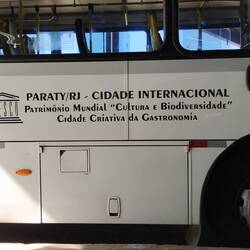 PARATY/RJ - CIDADE INTERNACIONAL
PATRIMÔNIO MUNDIAL "CULTURA E BIODIVERSIDADE"
CIDADE CRIATIVA DA GASTRONOMIA